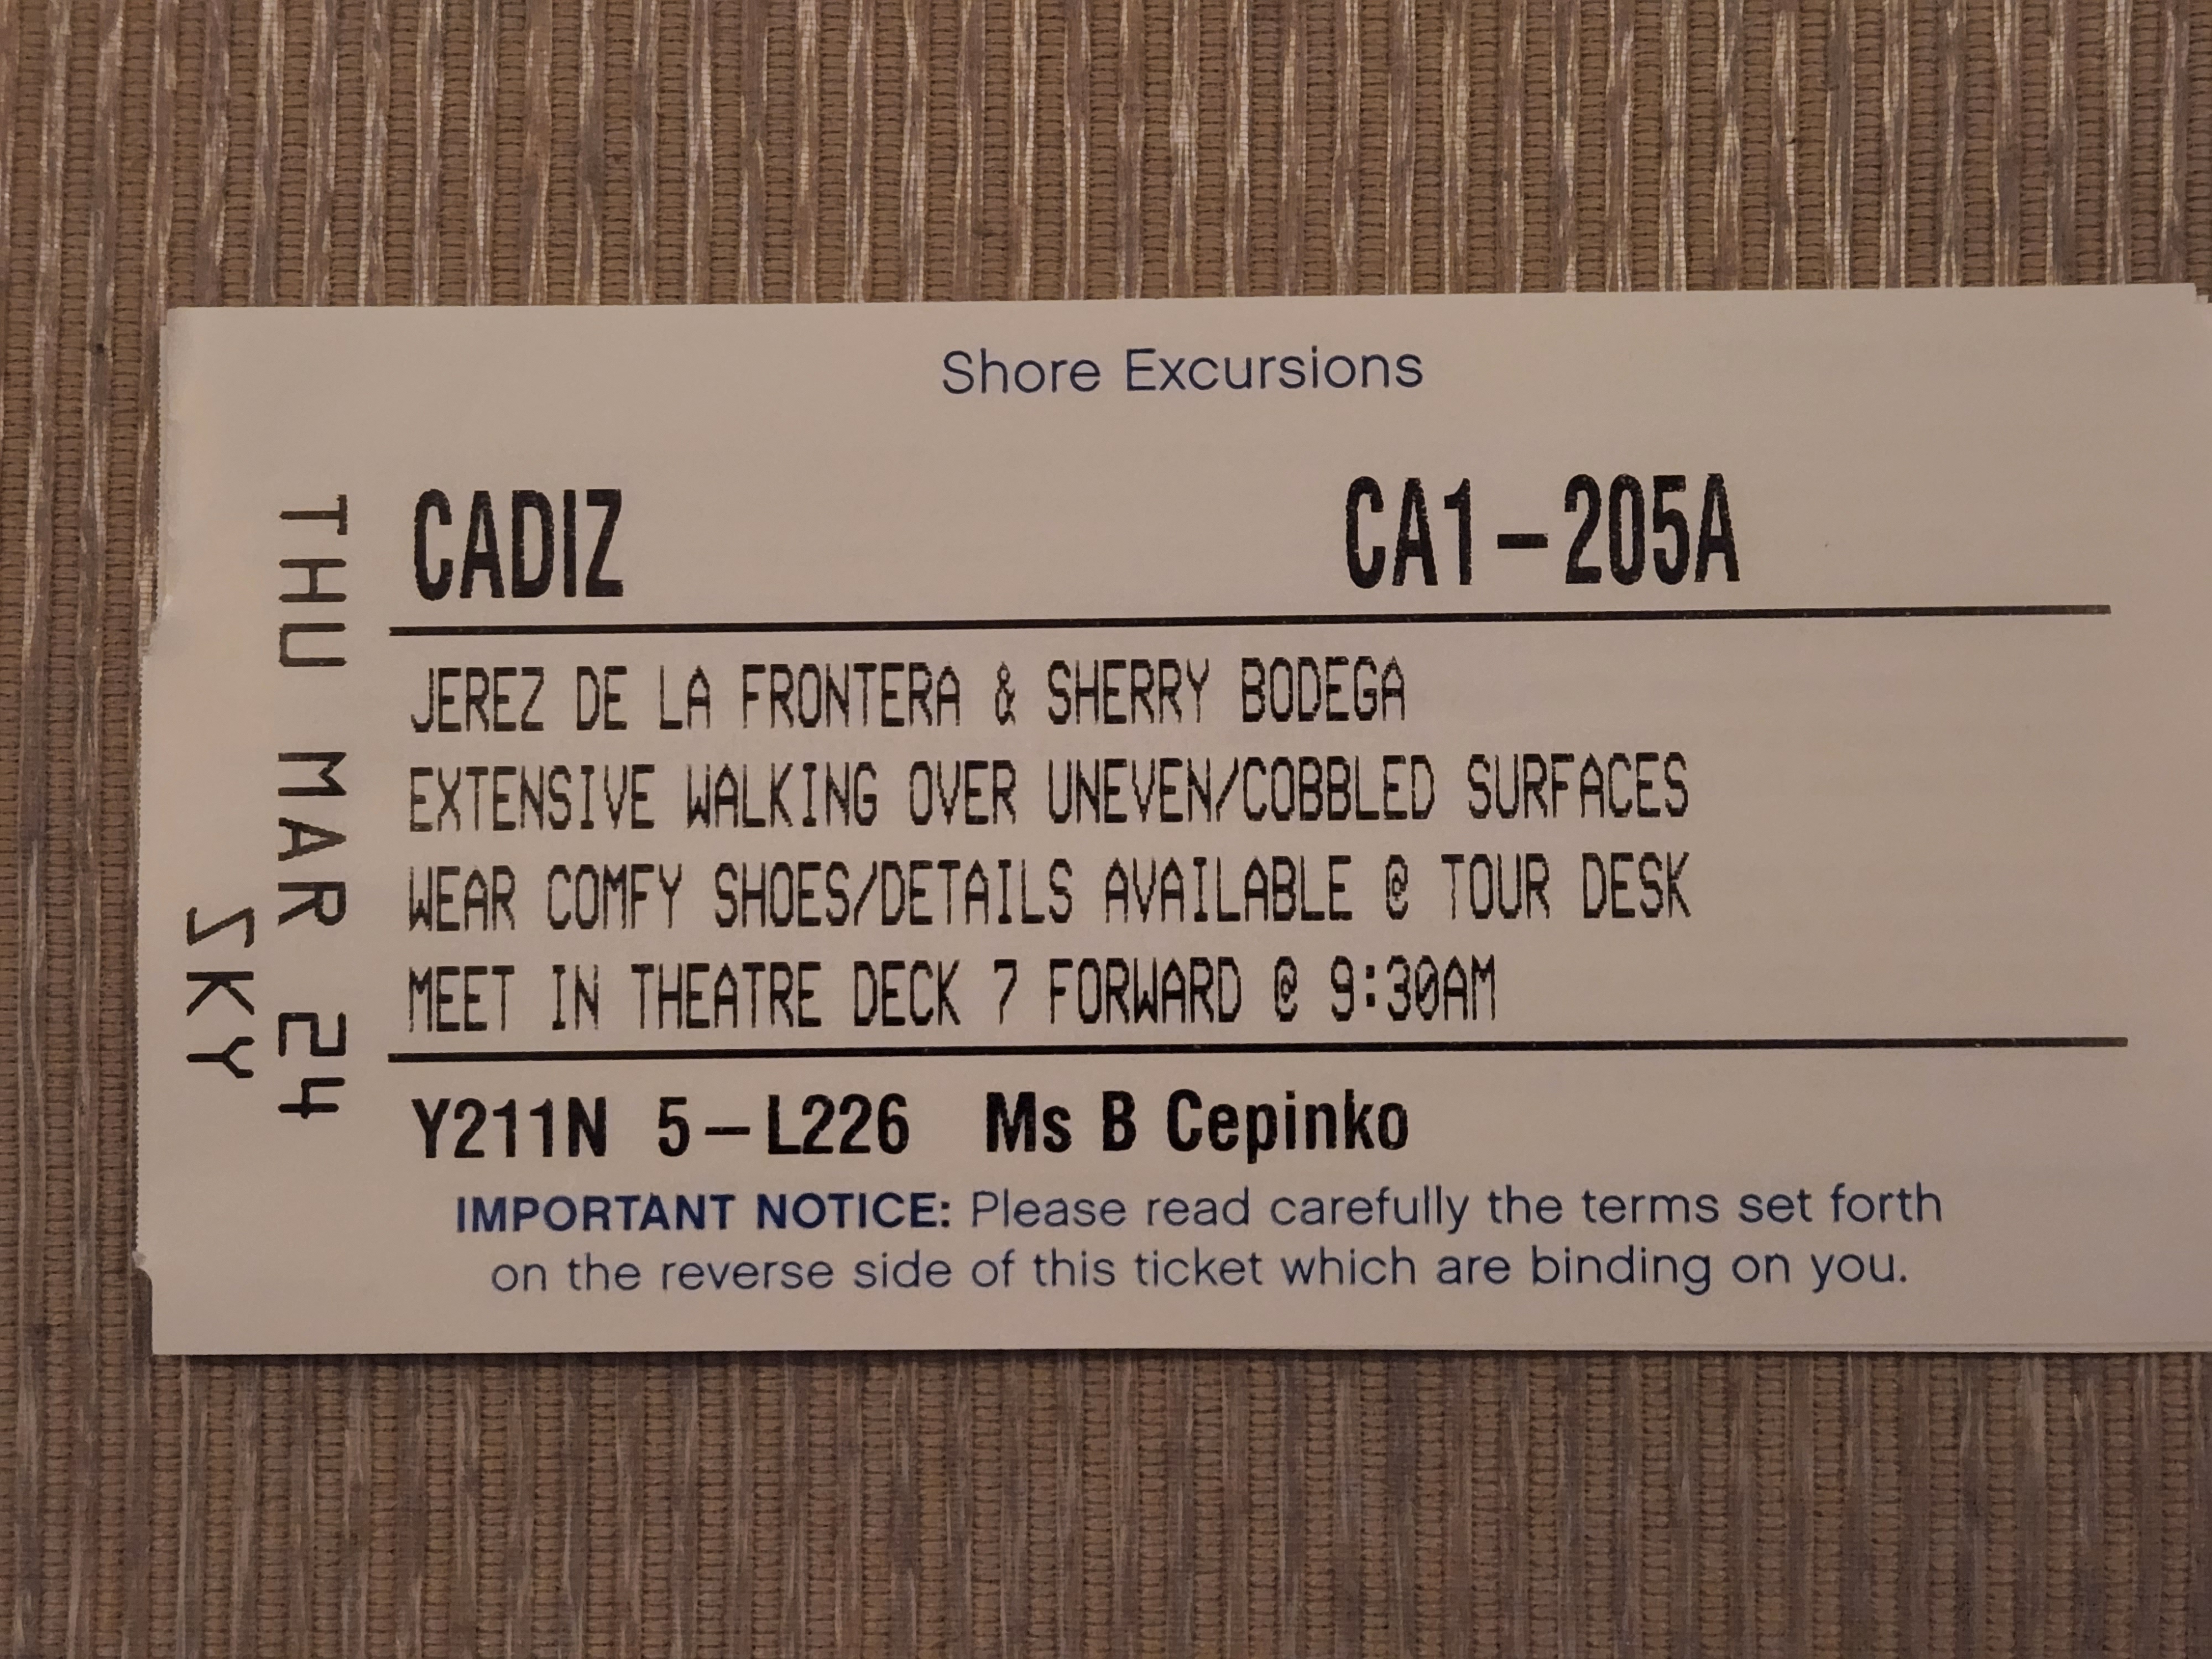 Shore Excursions
CADIZ CA1-205A
JEREZ DE LA FRONTERA & SHERRY BODEGA
EXTENSIVE WALKING OVER UNEVEN/COBBLED SURFACES
WEAR COMFY SHOES/DETAILS AVAILABLE @ TOUR DESK
MEET IN THEATRE DECK 7 FORWARD @ 9:30AM
Y211N 5-L226 Ms B Cepinko
IMPORTANT NOTICE: Please read carefully the terms set forth
on the reverse side of this ticket which are binding on you.
THU MAR 24
SKY